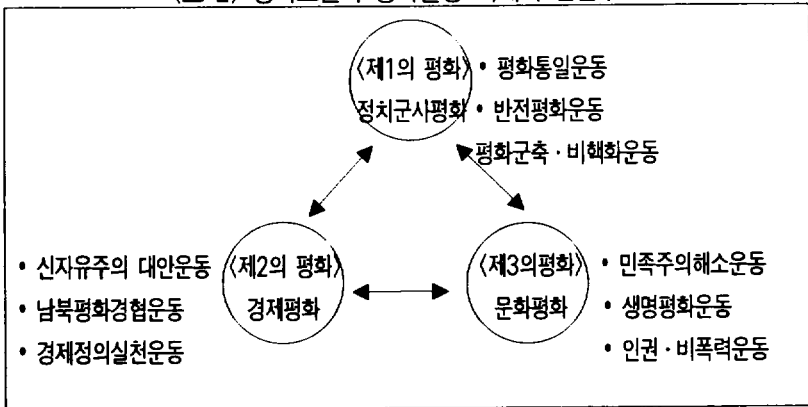 〈제1의 평화〉 • 평화통일운동
정치군사평화 • 반전평화운동
평화군축 · 비핵화운동
• 신자유주의 대안운동
• 남북평화경협운동
• 경제정의실천운동
〈제2의 평화〉
경제평화
〈제3의평화〉
문화평화
• 민족주의해소운동
• 생명평화운동
• 인권 · 비폭력운동